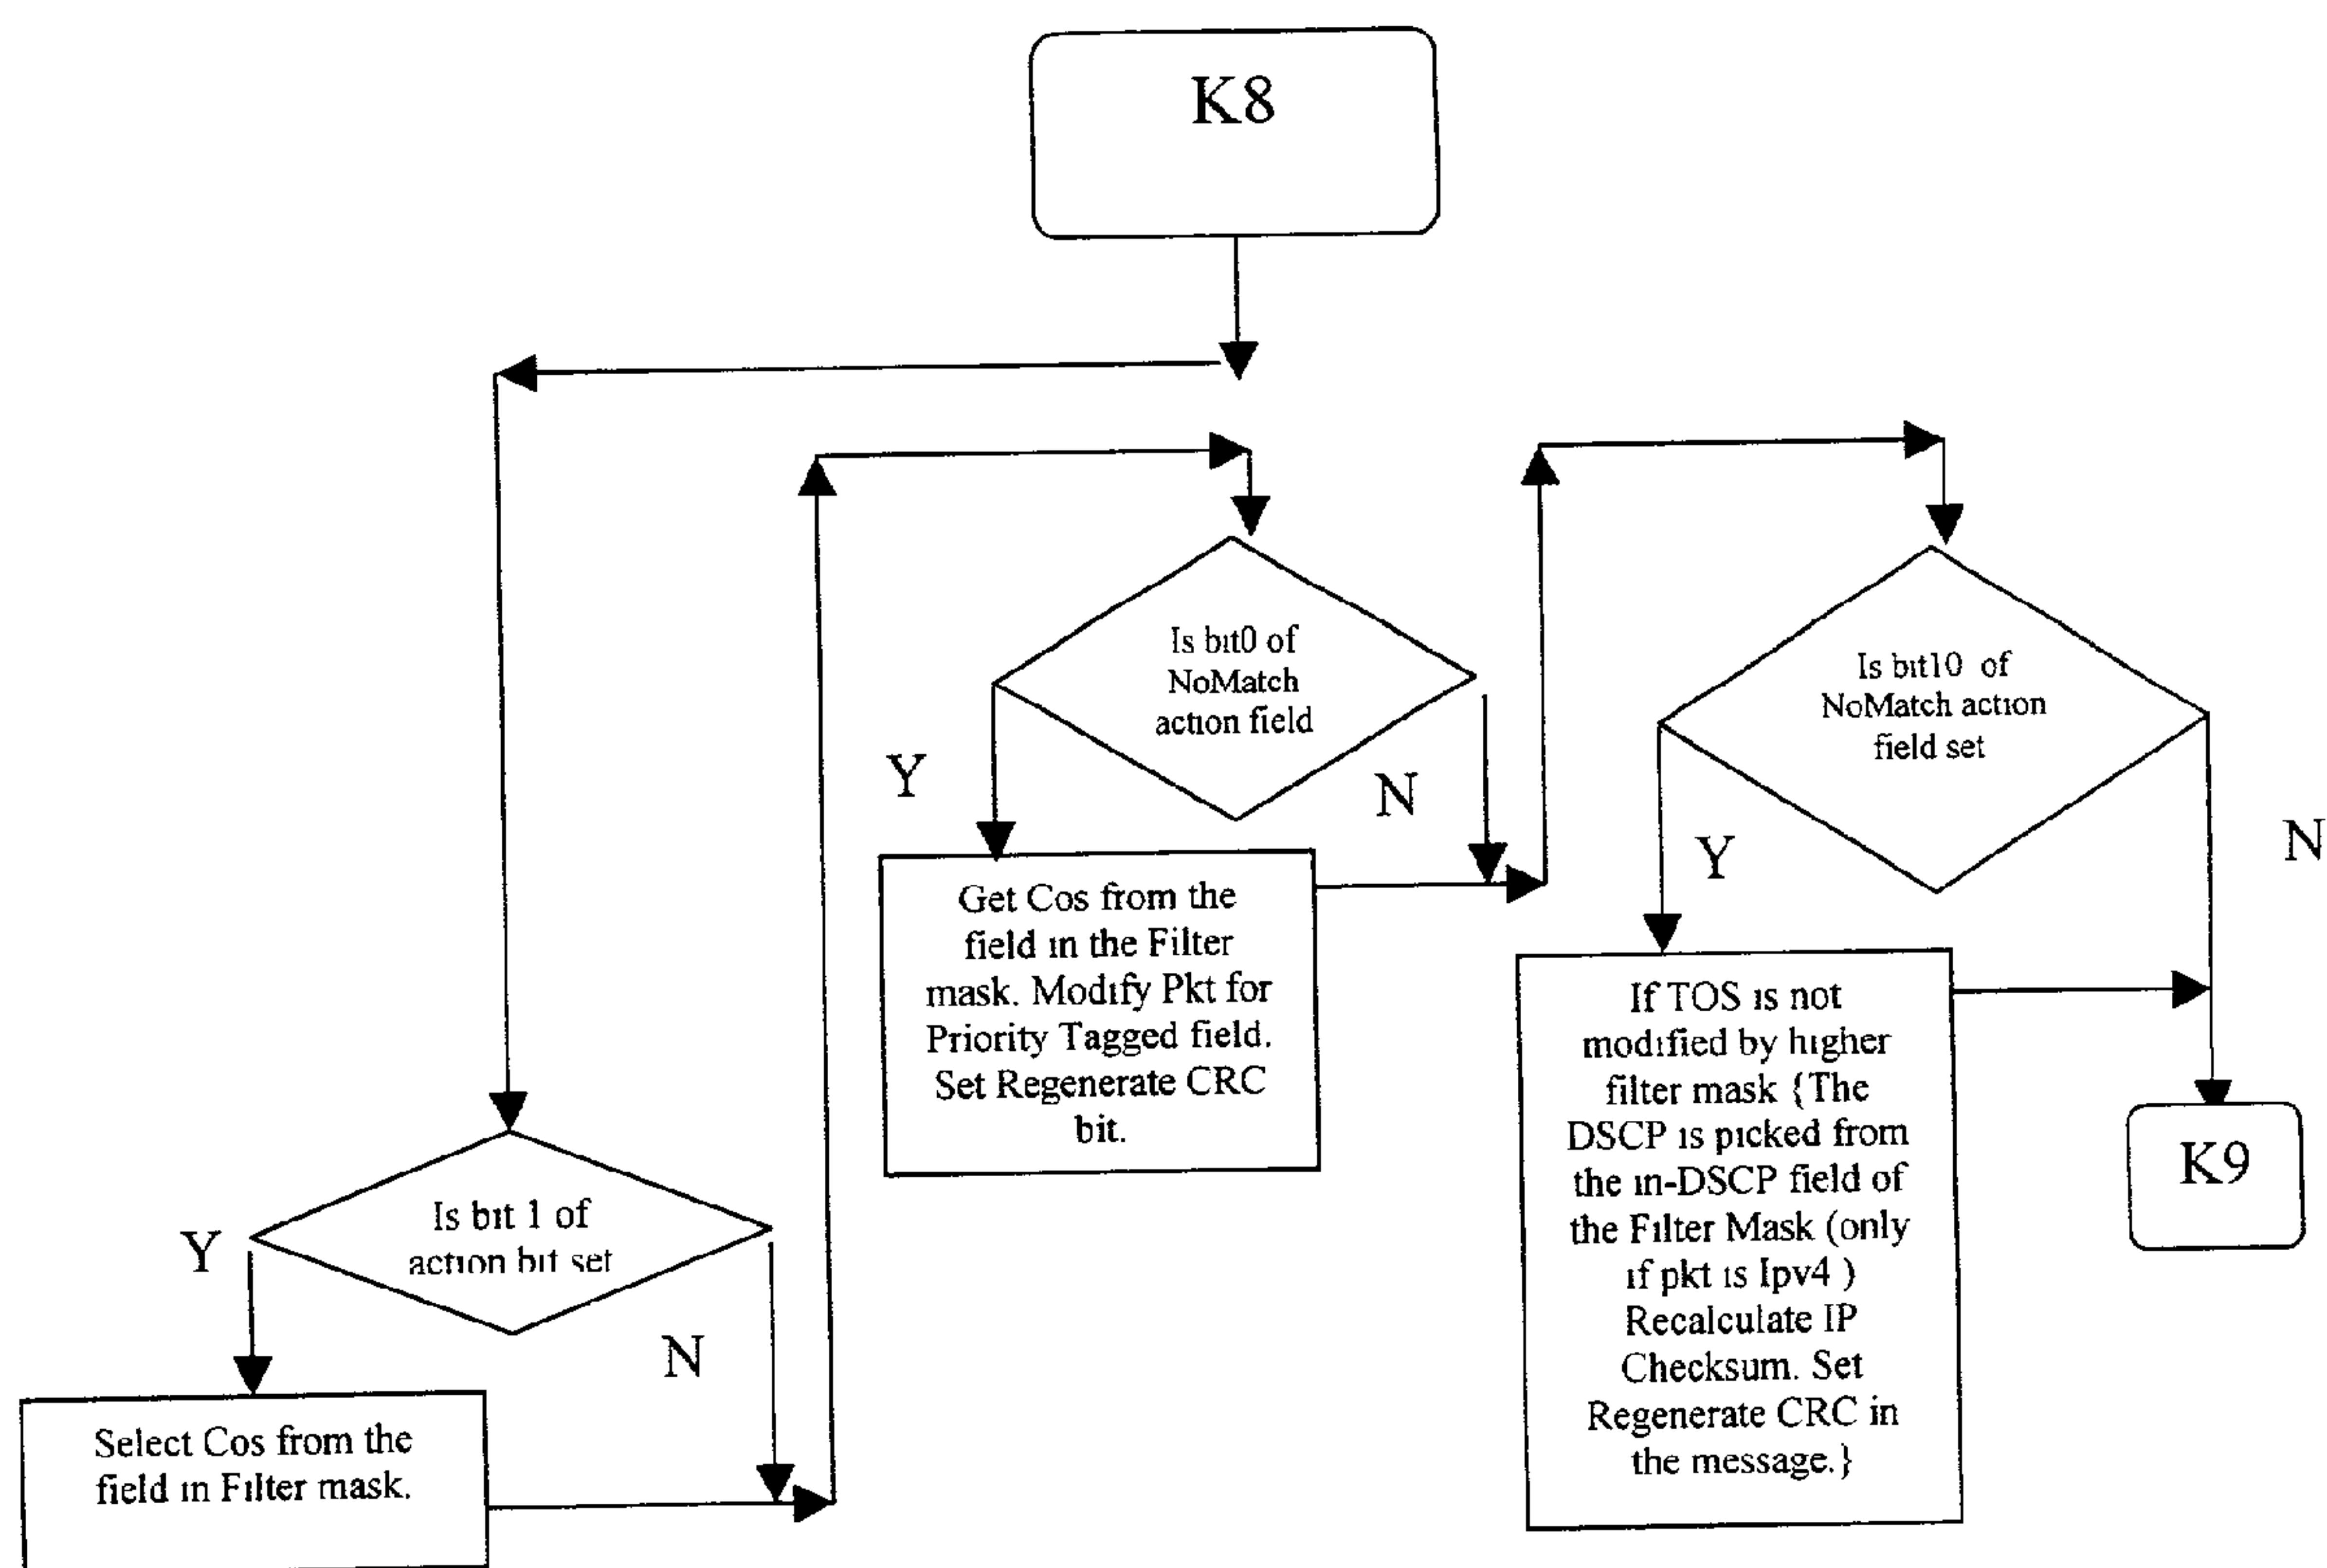 K8
Is bit0 of
NoMatch
action field
Y
N
Is bit10 of
NoMatch action
field set
Y
N
Get Cos from the
field in the Filter
mask. Modify Pkt for
Priority Tagged field.
Set Regenerate CRC
bit.
If TOS is not
modified by higher
filter mask {The
DSCP is picked from
the in-DSCP field of
the Filter Mask (only
if pkt is Ipv4 )
Recalculate IP
Checksum. Set
Regenerate CRC in
the message.}
K9
Is bit 1 of
action bit set
Y
N
Select Cos from the
field in Filter mask.